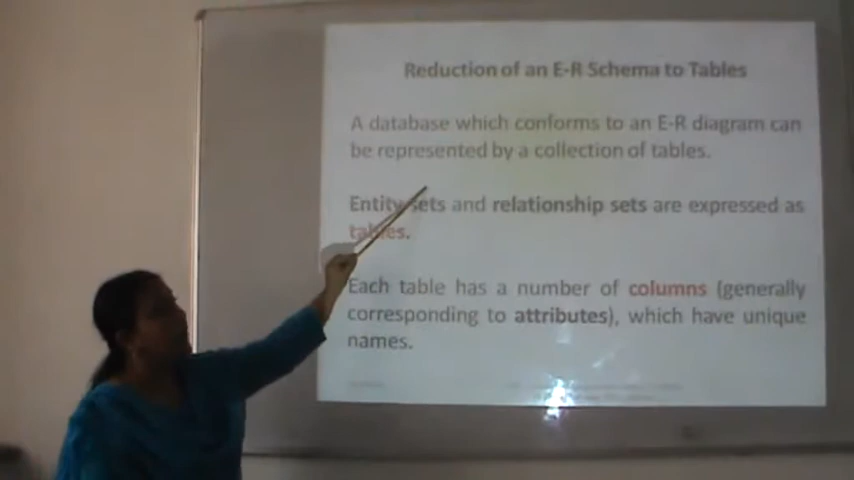 Reduction of an E-R Schema to Tables
A database which conforms to an E-R diagram can
be represented by a collection of tables.
Entity sets and relationship sets are expressed as
tables.
Each table has a number of columns (generally
corresponding to attributes), which have unique
names.